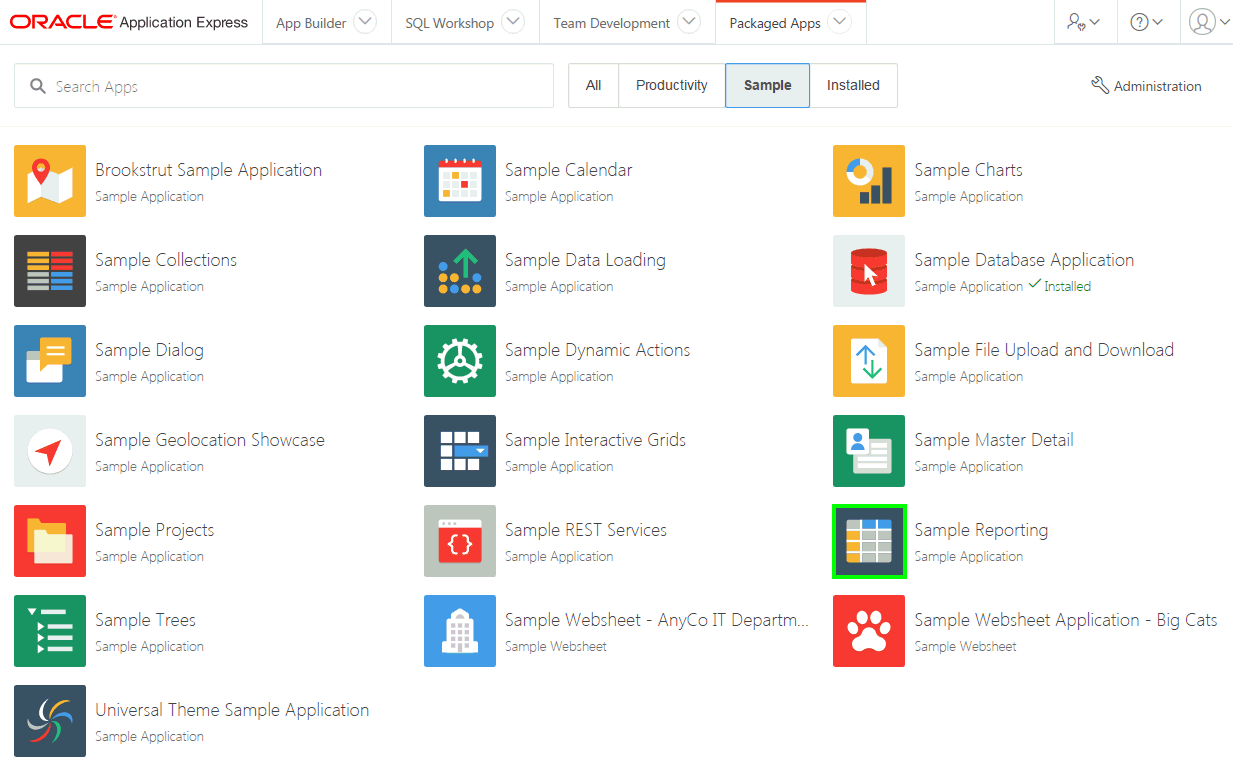 ORACLE Application Express App Builder SQL Workshop Team Development Packaged Apps
Search Apps All Productivity Sample Installed Administration
Brookstrut Sample Application
Sample Application
Sample Calendar
Sample Application
Sample Charts
Sample Application
Sample Collections
Sample Application
Sample Data Loading
Sample Application
Sample Database Application
Sample Application Installed
Sample Dialog
Sample Application
Sample Dynamic Actions
Sample Application
Sample File Upload and Download
Sample Application
Sample Geolocation Showcase
Sample Application
Sample Interactive Grids
Sample Application
Sample Master Detail
Sample Application
Sample Projects
Sample Application
Sample REST Services
Sample Application
Sample Reporting
Sample Application
Sample Trees
Sample Application
Sample Websheet - AnyCo IT Departm...
Sample Websheet
Sample Websheet Application - Big Cats
Sample Websheet
Universal Theme Sample Application
Sample Application